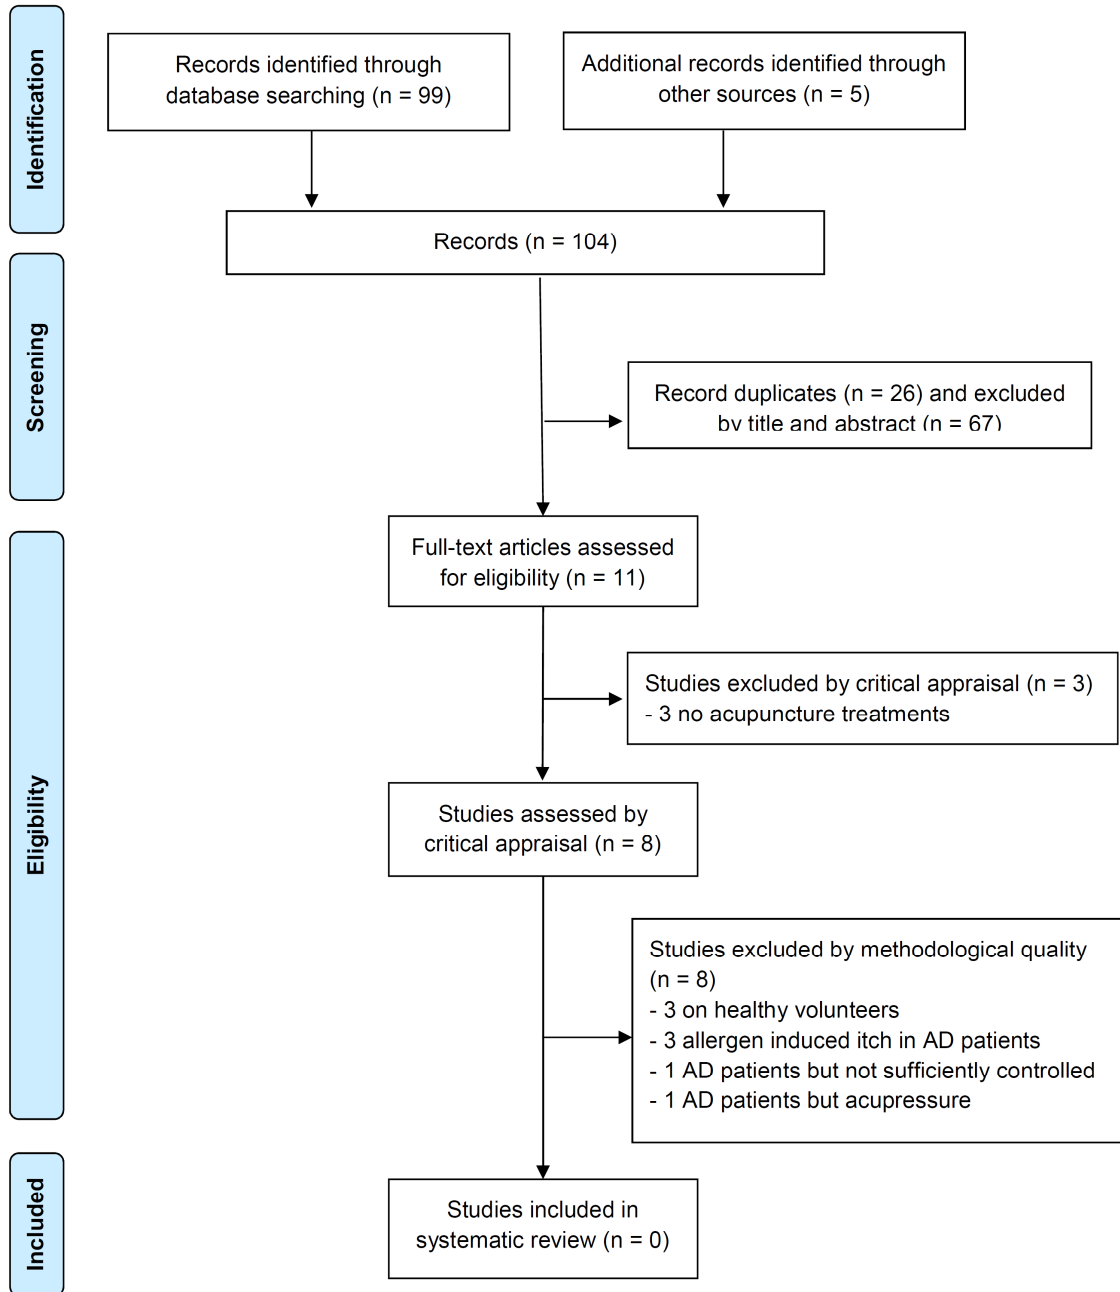 Identification
Records identified through
database searching (n = 99)
Additional records identified through
other sources (n = 5)
Records (n = 104)
Screening
Record duplicates (n = 26) and excluded
by title and abstract (n = 67)
Eligibility
Full-text articles assessed
for eligibility (n = 11)
Studies excluded by critical appraisal (n = 3)
- 3 no acupuncture treatments
Studies assessed by
critical appraisal (n = 8)
Studies excluded by methodological quality
(n = 8)
- 3 on healthy volunteers
- 3 allergen induced itch in AD patients
- 1 AD patients but not sufficiently controlled
- 1 AD patients but acupressure
Included
Studies included in
systematic review (n = 0)